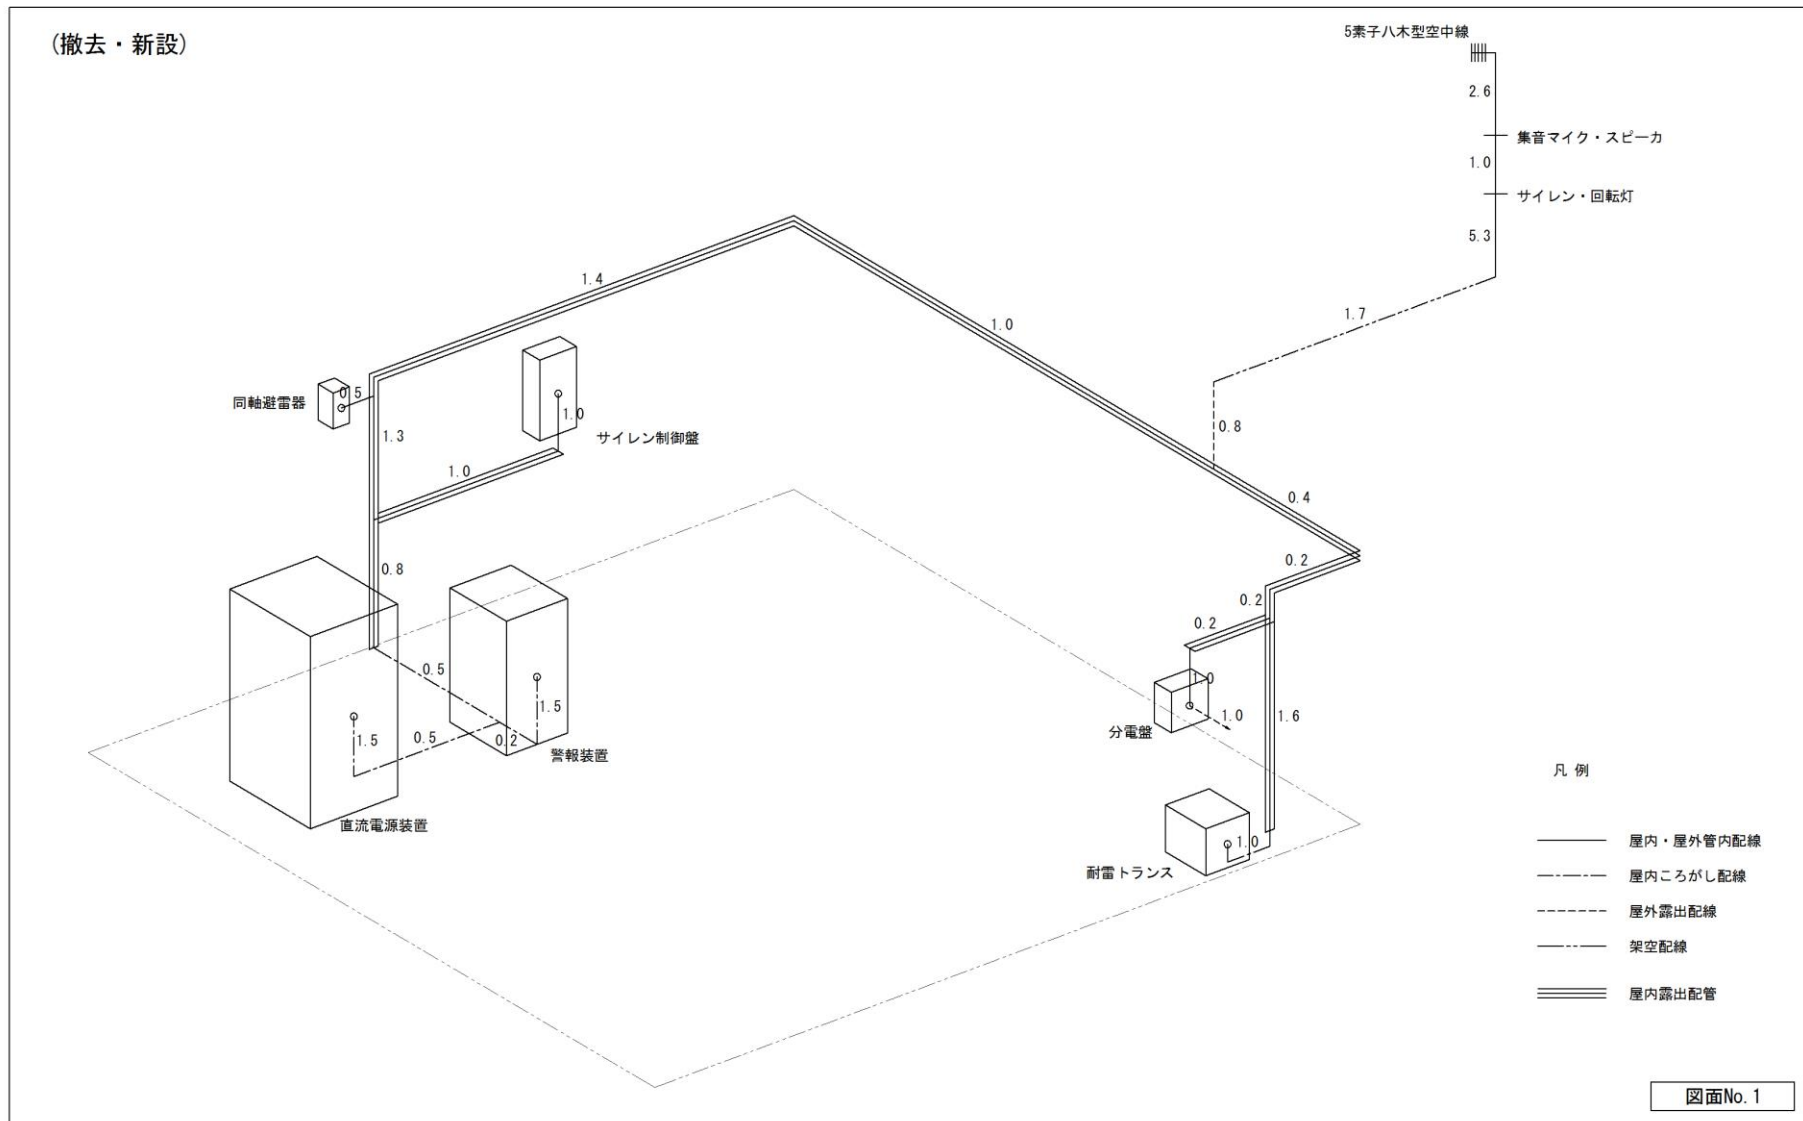 (撤去・新設)
5素子八木型空中線
2.6
集音マイク・スピーカ
1.0
サイレン・回転灯
5.3
1.4
1.7
1.0
0.5
同軸避雷器
1.0
サイレン制御盤
1.3
0.8
1.0
0.4
0.2
0.8
0.2
0.2
0.5
1.0
1.5
1.0
1.6
分電盤
1.5
0.5
0.2
警報装置
直流電源装置
1.0
耐雷トランス
凡 例
屋内・屋外管内配線
屋内ころがし配線
屋外露出配線
架空配線
屋内露出配管
図面No.1